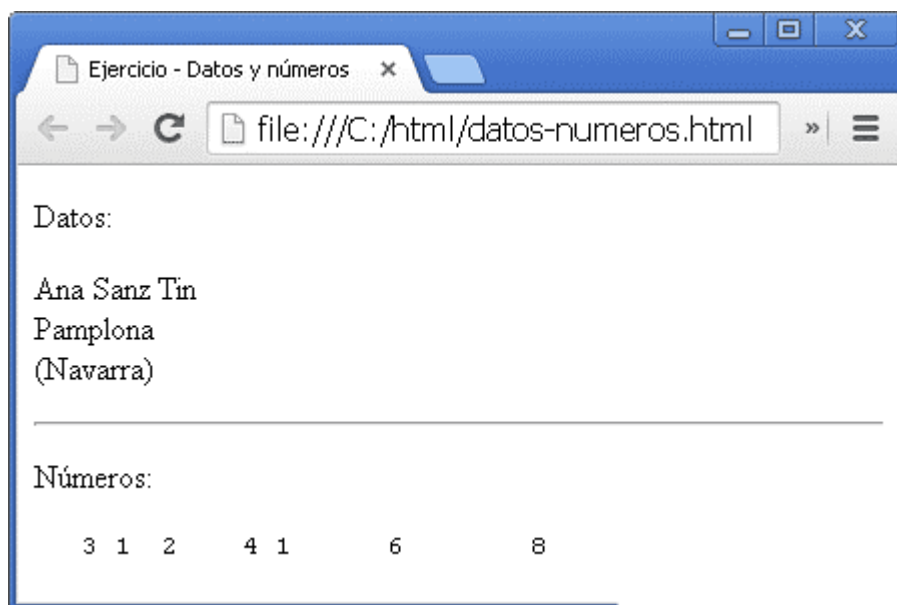 Ejercicio - Datos y números
file:///C:/html/datos-numeros.html
Datos:
Ana Sanz Tin
Pamplona
(Navarra)
Números:
3 1  2    4 1      6        8